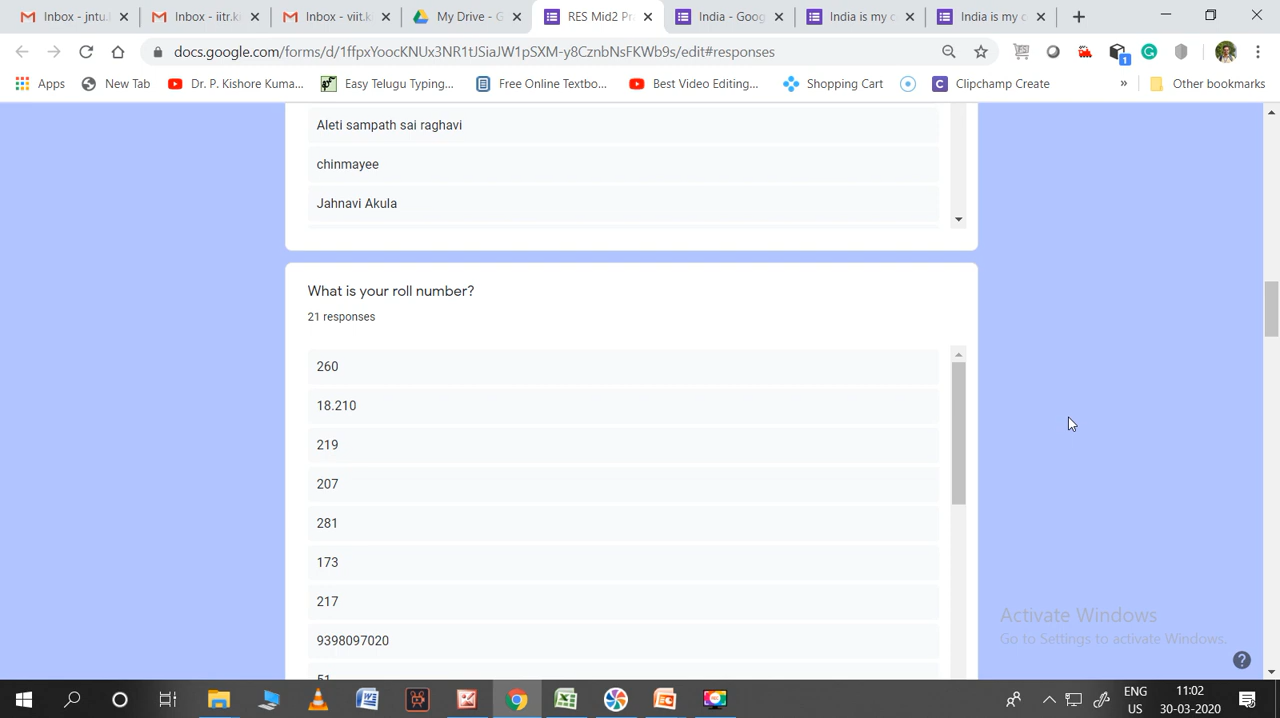 Inbox - jntu.
Inbox - iitr.k
Inbox - viit.k
My Drive - G
RES Mid2 Pr
India - Goog
India is my c
India is my c
docs.google.com/forms/d/1ffpxYoocKNUx3NR1tJSiaJW1pSXM-y8CznbNsFKWb9s/edit#responses
1
Apps
New Tab
Dr. P. Kishore Kuma...
Easy Telugu Typing...
Free Online Textbo...
Best Video Editing...
Shopping Cart
Clipchamp Create
»
Other bookmarks
Aleti sampath sai raghavi
chinmayee
Jahnavi Akula
What is your roll number?
21 responses
260
18.210
219
207
281
173
217
9398097020
51
Activate Windows
Go to Settings to activate Windows.
ENG
US
11:02
30-03-2020